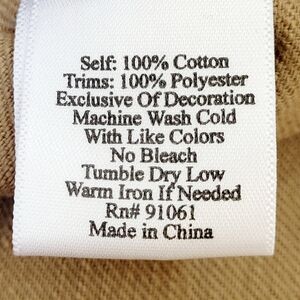 Self: 100% Cotton
Trims: 100% Polyester
Exclusive Of Decoration
Machine Wash Cold
With Like Colors
No Bleach
Tumble Dry Low
Warm Iron If Needed
Rn# 91061
Made in China